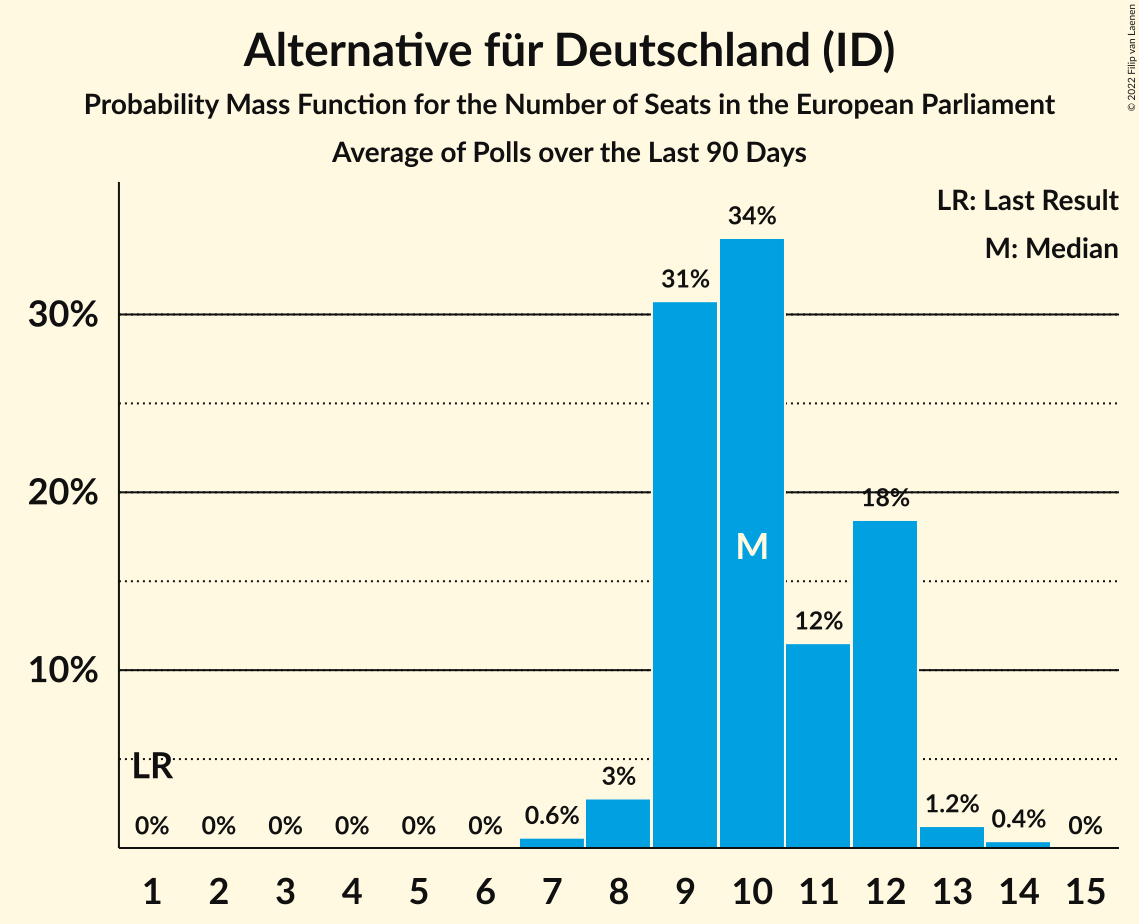 Alternative für Deutschland (ID)
Probability Mass Function for the Number of Seats in the European Parliament
Average of Polls over the Last 90 Days
© 2022 Filip van Laenen
LR: Last Result
M: Median
34%
31%
30%
20%
18%
M
12%
10%
LR
3%
1.2%
0.6%
0.4%
0% 0% 0% 0% 0% 0% 0%
1 2 3 4 5 6 7 8 9 10 11 12 13 14 15